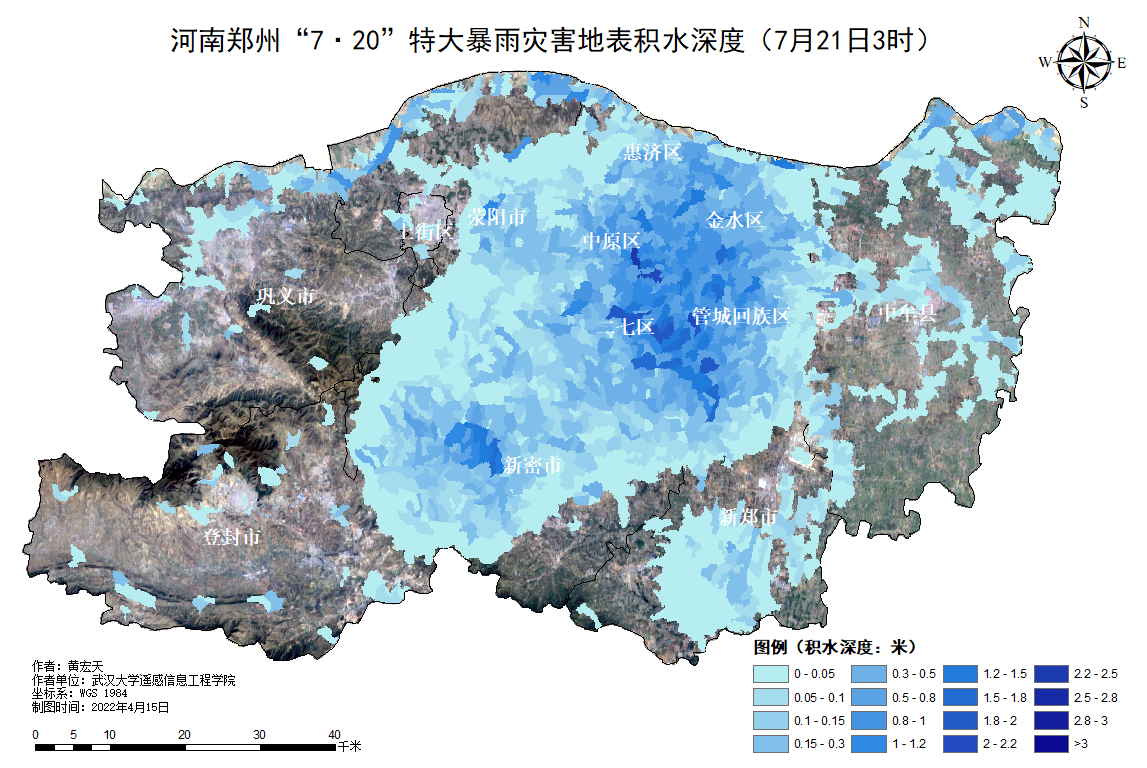 河南郑州“7·20”特大暴雨灾害地表积水深度（7月21日3时）
N
W E
S
惠济区
荥阳市
金水区
上街区
中原区
巩义市
管城回族区
中牟县
二七区
新密市
新郑市
登封市
图例（积水深度：米）
0 - 0.05
0.05 - 0.1
0.1 - 0.15
0.15 - 0.3
0.3 - 0.5
0.5 - 0.8
0.8 - 1
1 - 1.2
1.2 - 1.5
1.5 - 1.8
1.8 - 2
2 - 2.2
2.2 - 2.5
2.5 - 2.8
2.8 - 3
>3
作者：黄宏天
作者单位：武汉大学遥感信息工程学院
坐标系：WGS 1984
制图时间：2022年4月15日
0 5 10 20 30 40
千米